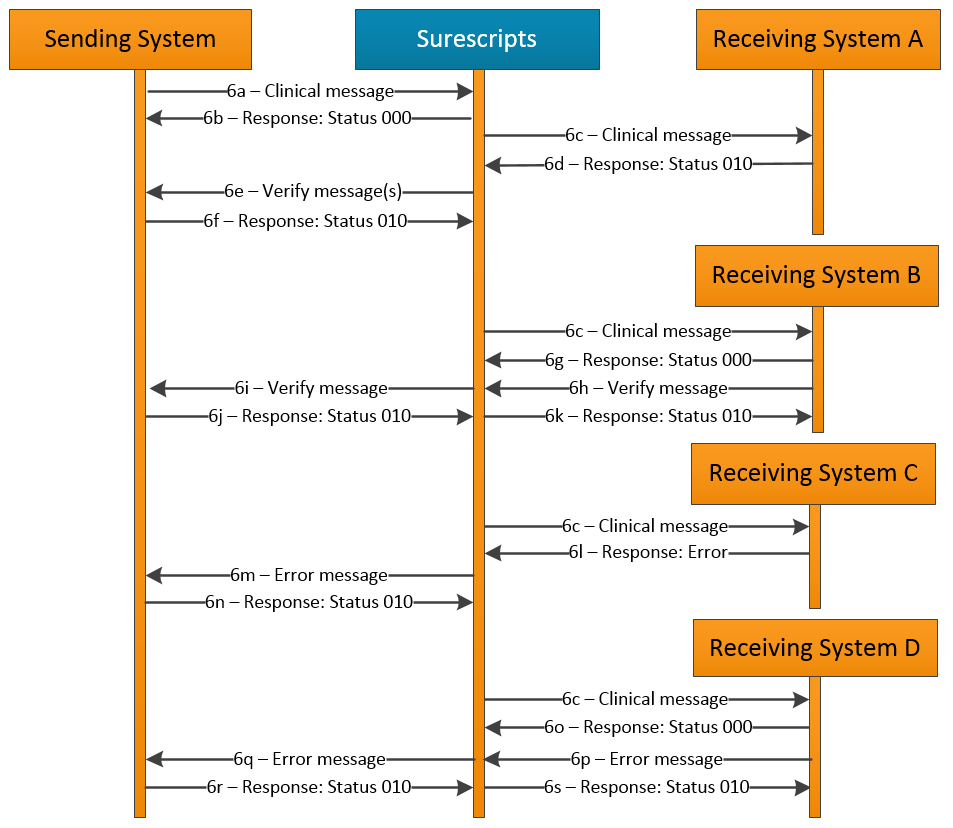 Sending System
Surescripts
Receiving System A
6a – Clinical message
6b – Response: Status 000
6c – Clinical message
6d – Response: Status 010
6e – Verify message(s)
6f – Response: Status 010
Receiving System B
6c – Clinical message
6g – Response: Status 000
6i – Verify message
6h – Verify message
6j – Response: Status 010
6k – Response: Status 010
Receiving System C
6c – Clinical message
6l – Response: Error
6m – Error message
6n – Response: Status 010
Receiving System D
6c – Clinical message
6o – Response: Status 000
6q – Error message
6p – Error message
6r – Response: Status 010
6s – Response: Status 010